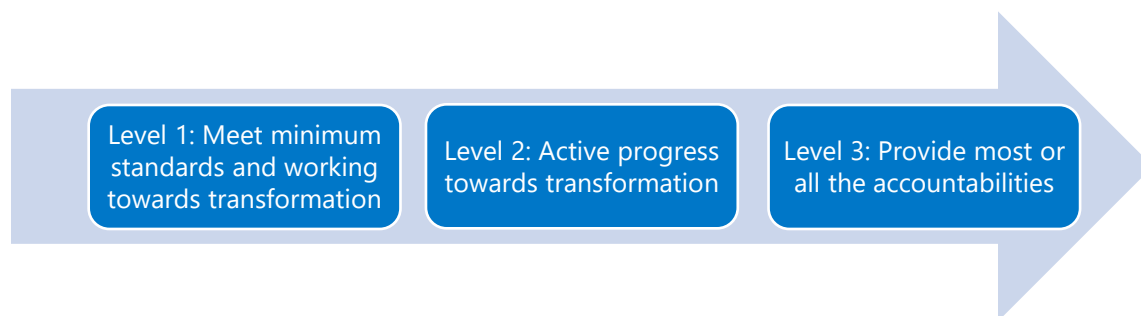 Level 1: Meet minimum
standards and working
towards transformation
Level 2: Active progress
towards transformation
Level 3: Provide most or
all the accountabilities